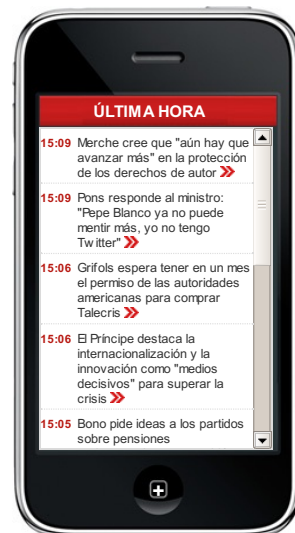 ÚLTIMA HORA
15:09 Merche cree que "aún hay que
avanzar más" en la protección
de los derechos de autor
15:09 Pons responde al ministro:
"Pepe Blanco ya no puede
mentir más, yo no tengo
Twitter"
15:06 Grifols espera tener en un mes
el permiso de las autoridades
americanas para comprar
Talecris
15:06 El Príncipe destaca la
internacionalización y la
innovación como "medios
decisivos" para superar la
crisis
15:05 Bono pide ideas a los partidos
sobre pensiones